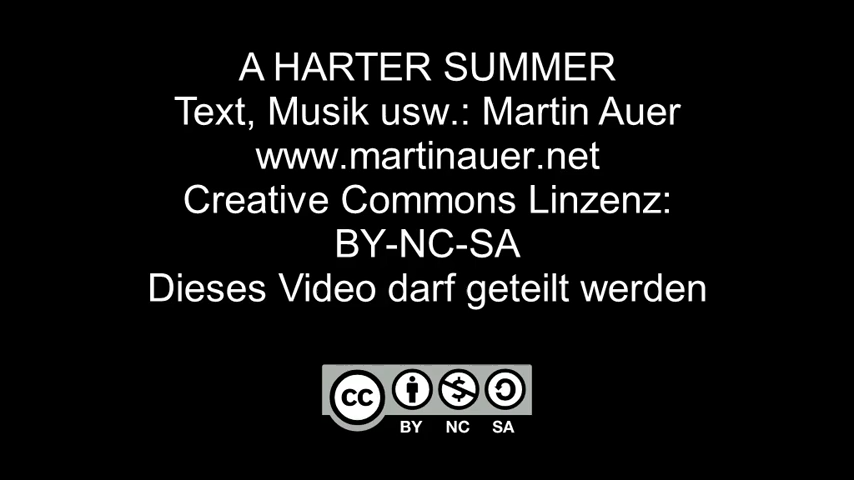 A HARTER SUMMER
Text, Musik usw.: Martin Auer
www.martinauer.net
Creative Commons Linzenz:
BY-NC-SA
Dieses Video darf geteilt werden
cc
BY NC SA